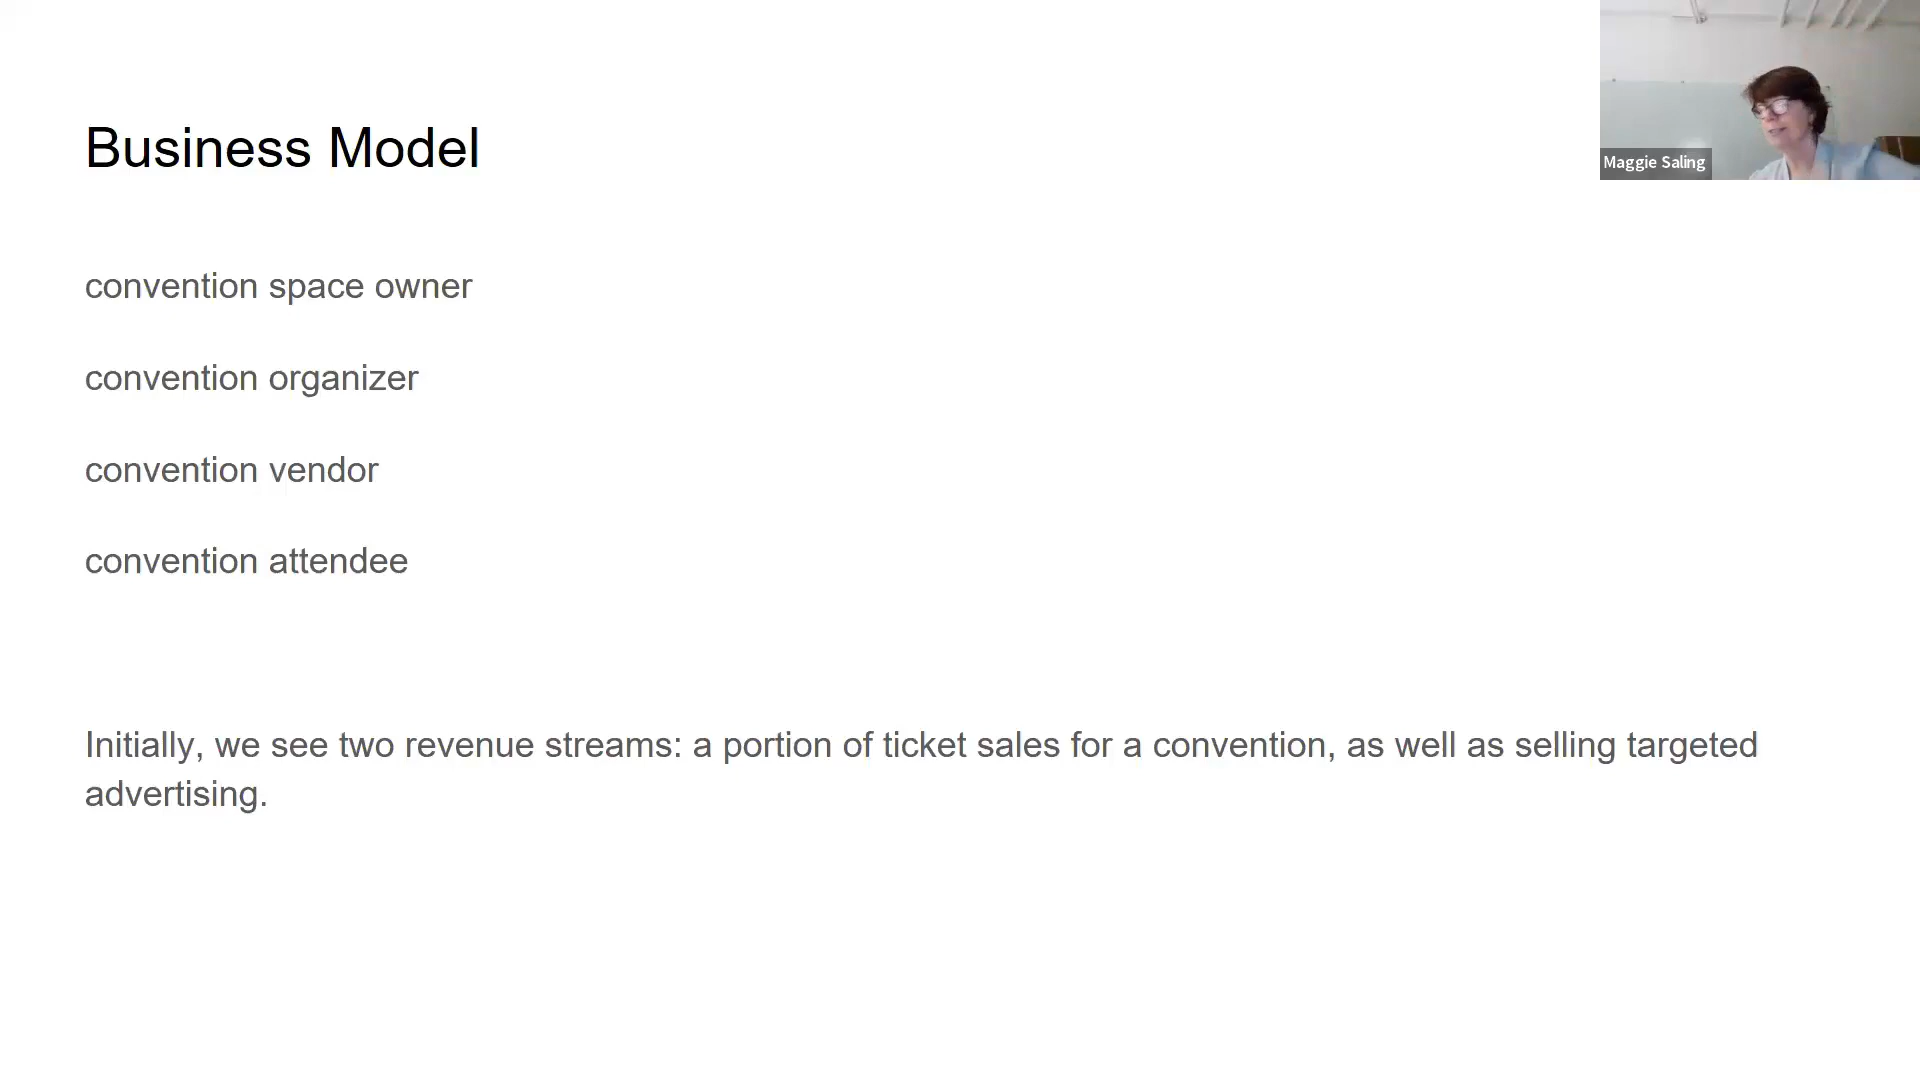 Business Model
Maggie Saling
convention space owner
convention organizer
convention vendor
convention attendee
Initially, we see two revenue streams: a portion of ticket sales for a convention, as well as selling targeted
advertising.